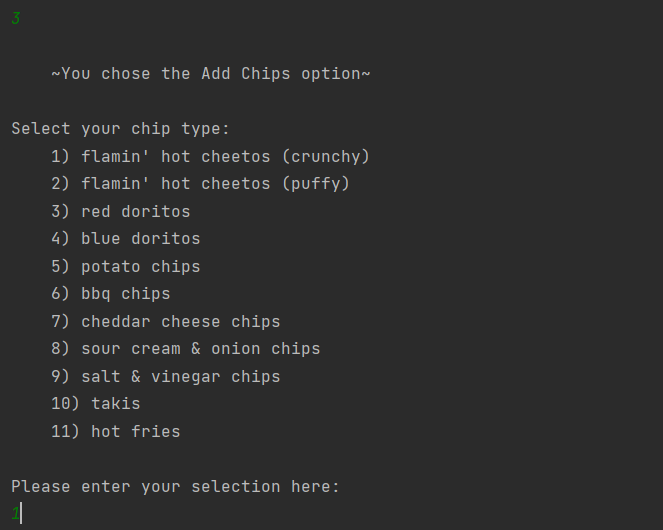 3
~You chose the Add Chips option~
Select your chip type:
1) flamin' hot cheetos (crunchy)
2) flamin' hot cheetos (puffy)
3) red doritos
4) blue doritos
5) potato chips
6) bbq chips
7) cheddar cheese chips
8) sour cream & onion chips
9) salt & vinegar chips
10) takis
11) hot fries
Please enter your selection here:
1